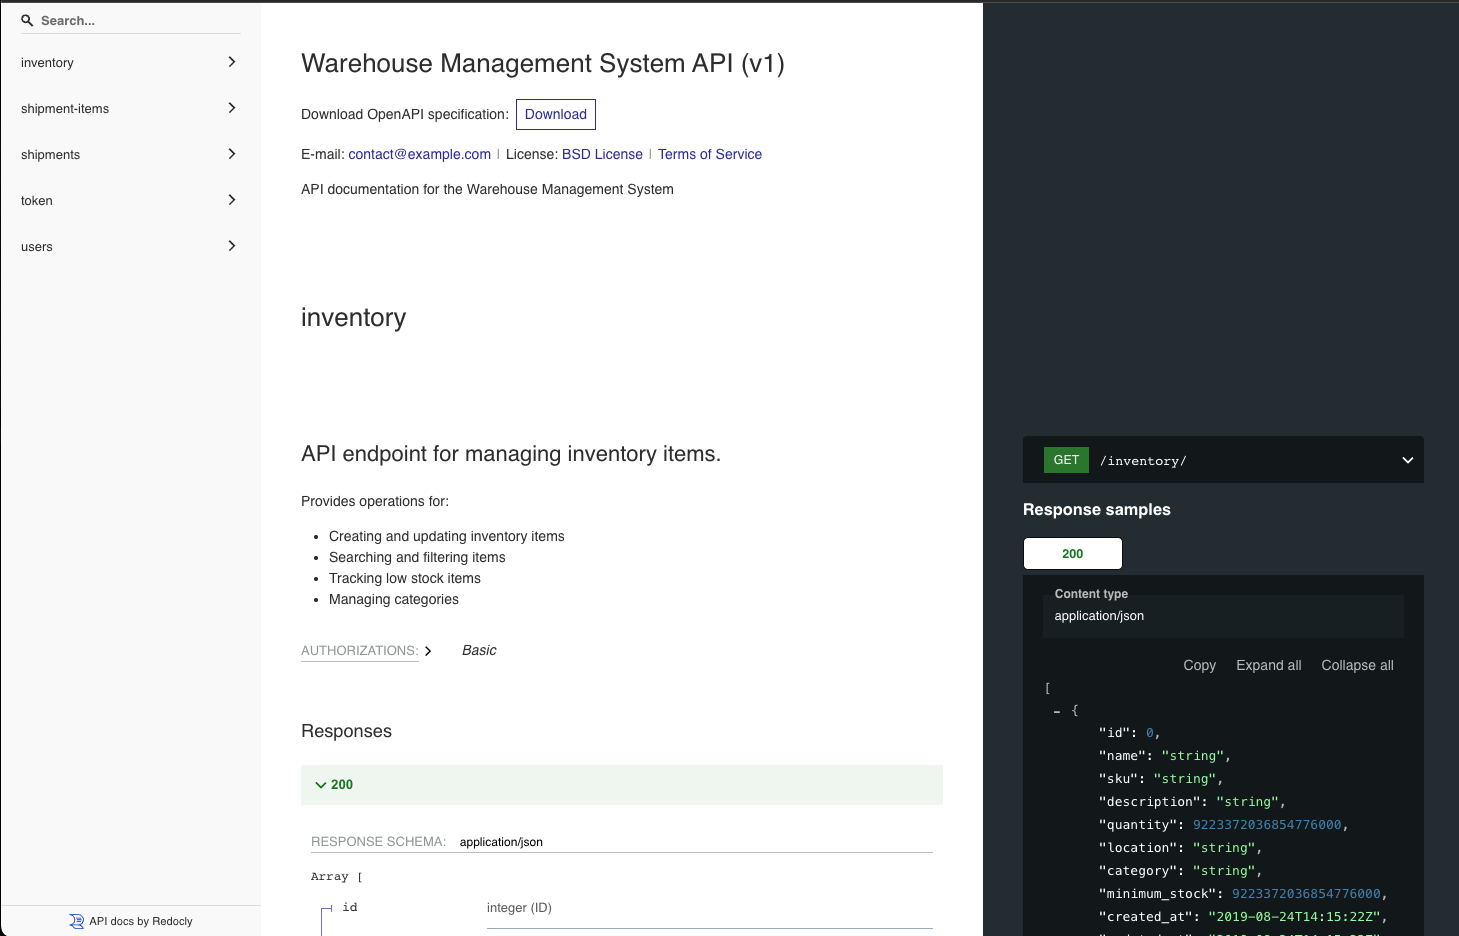 Search...
inventory
shipment-items
shipments
token
users
API docs by Redocly
Warehouse Management System API (v1)
Download OpenAPI specification: Download
E-mail: contact@example.com | License: BSD License | Terms of Service
API documentation for the Warehouse Management System
inventory
API endpoint for managing inventory items.
Provides operations for:
• Creating and updating inventory items
• Searching and filtering items
• Tracking low stock items
• Managing categories
AUTHORIZATIONS: Basic
Responses
200
RESPONSE SCHEMA: application/json
Array [
id integer (ID)
GET /inventory/
Response samples
200
Content type
application/json
Copy Expand all Collapse all
[
- {
"id": 0,
"name": "string",
"sku": "string",
"description": "string",
"quantity": 9223372036854776000,
"location": "string",
"category": "string",
"minimum_stock": 9223372036854776000,
"created_at": "2019-08-24T14:15:22Z",